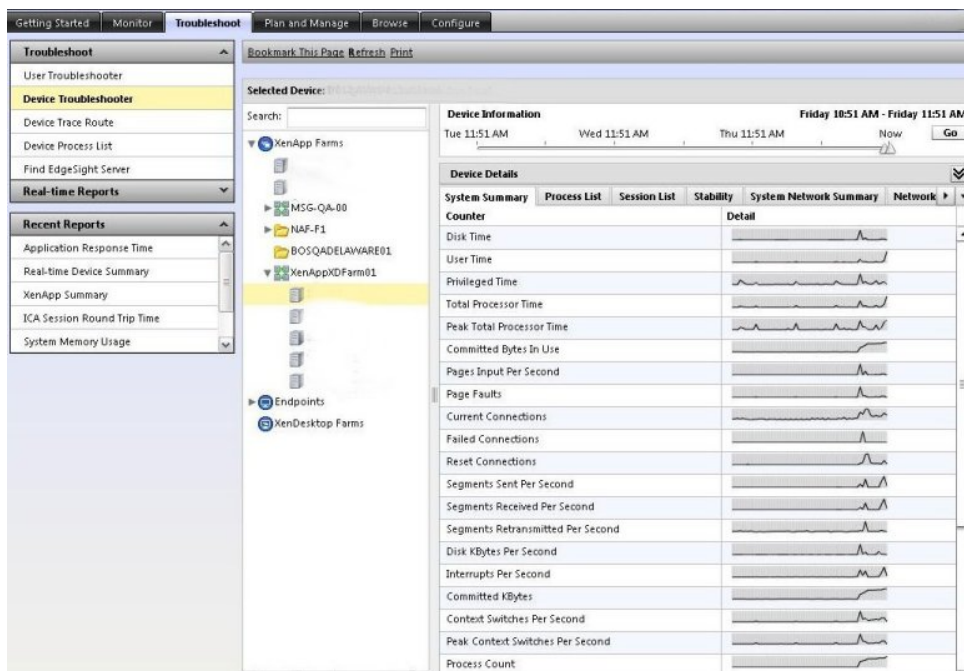 Getting Started Monitor Troubleshoot Plan and Manage Browse Configure
Troubleshoot
User Troubleshooter
Device Troubleshooter
Device Trace Route
Device Process List
Find EdgeSight Server
Real-time Reports
Recent Reports
Application Response Time
Real-time Device Summary
XenApp Summary
ICA Session Round Trip Time
System Memory Usage
Bookmark This Page Refresh Print
Selected Device:
Search:
XenApp Farms
MSG-QA-00
NAF-F1
BOSQADELAWARE01
XenAppXDFarm01
Endpoints
XenDesktop Farms
Device Information Friday 10:51 AM - Friday 11:51 AM
Tue 11:51 AM Wed 11:51 AM Thu 11:51 AM Now Go
Device Details
System Summary Process List Session List Stability System Network Summary Network
Counter Detail
Disk Time
User Time
Privileged Time
Total Processor Time
Peak Total Processor Time
Committed Bytes In Use
Pages Input Per Second
Page Faults
Current Connections
Failed Connections
Reset Connections
Segments Sent Per Second
Segments Received Per Second
Segments Retransmitted Per Second
Disk KBytes Per Second
Interrupts Per Second
Committed KBytes
Context Switches Per Second
Peak Context Switches Per Second
Process Count